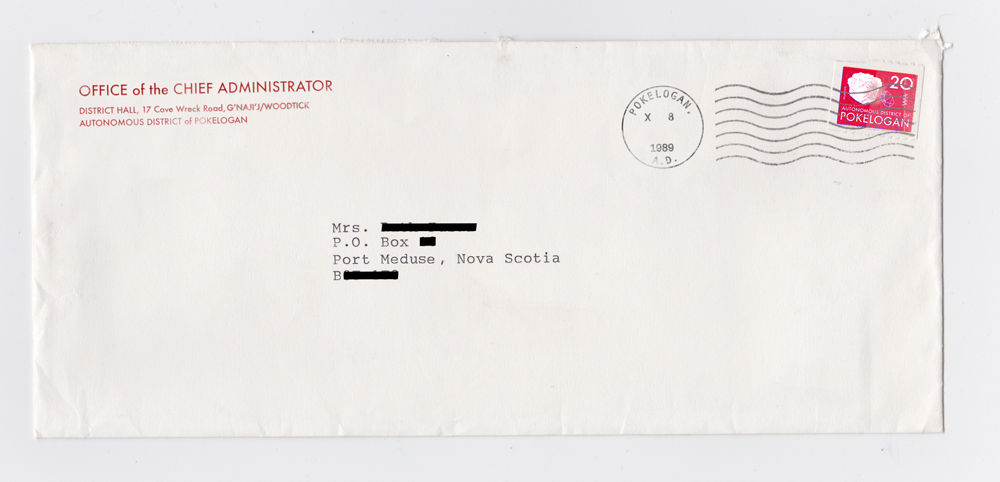 OFFICE of the CHIEF ADMINISTRATOR
DISTRICT HALL, 17 Cove Wreck Road, G'NAJI'J/WOODTICK
AUTONOMOUS DISTRICT of POKELOGAN
POKELOGAN.
X 8
1989
A.D.
20
AUTONOMOUS DISTRICT OF
POKELOGAN
Mrs.
P.O. Box
Port Meduse, Nova Scotia
B